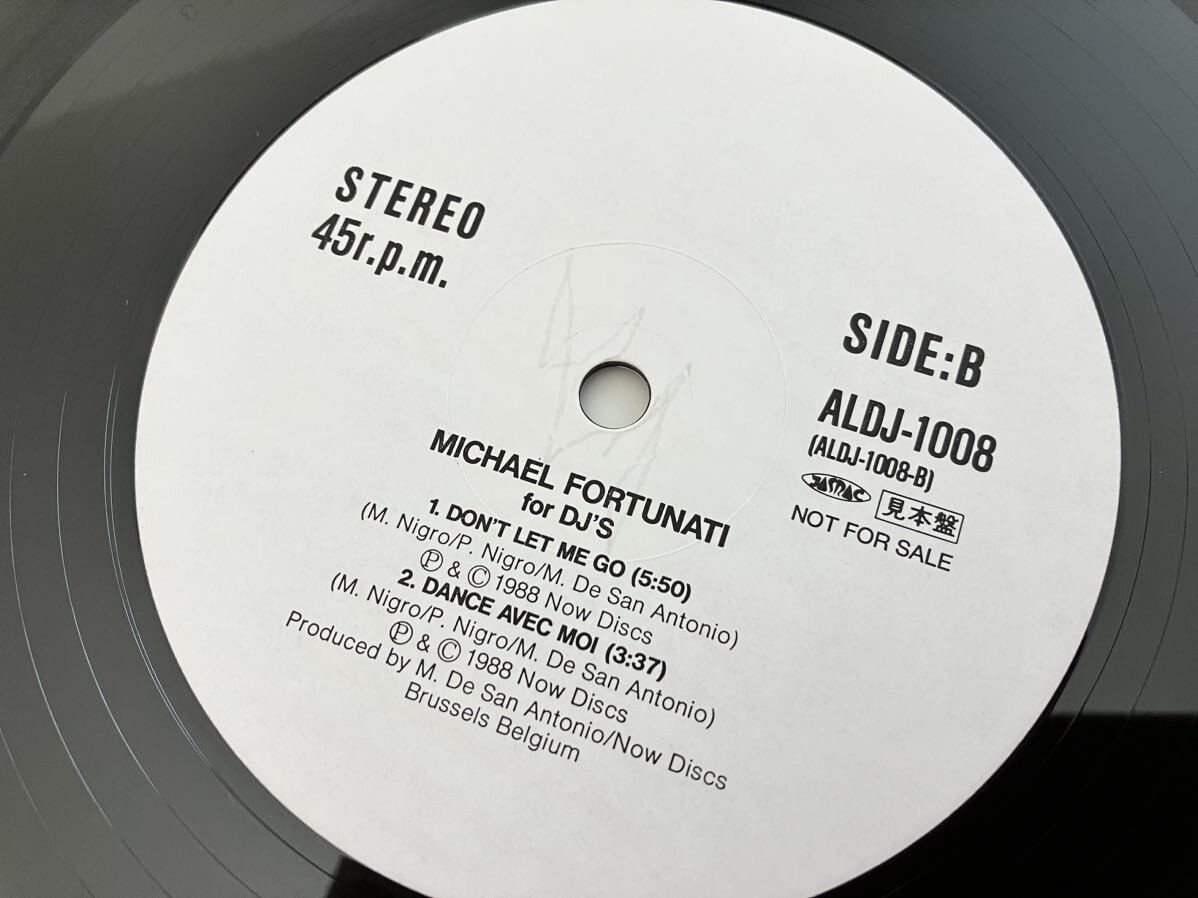 STEREO
45r.p.m.
SIDE:B
ALDJ-1008
(ALDJ-1008-B)
JASRAC 見本盤
NOT FOR SALE
MICHAEL FORTUNATI
for DJ'S
1. DON'T LET ME GO (5:50)
(M. Nigro/P. Nigro/M. De San Antonio)
Ⓟ & © 1988 Now Discs
2. DANCE AVEC MOI (3:37)
(M. Nigro/P. Nigro/M. De San Antonio)
Ⓟ & © 1988 Now Discs
Produced by M. De San Antonio/Now Discs
Brussels Belgium